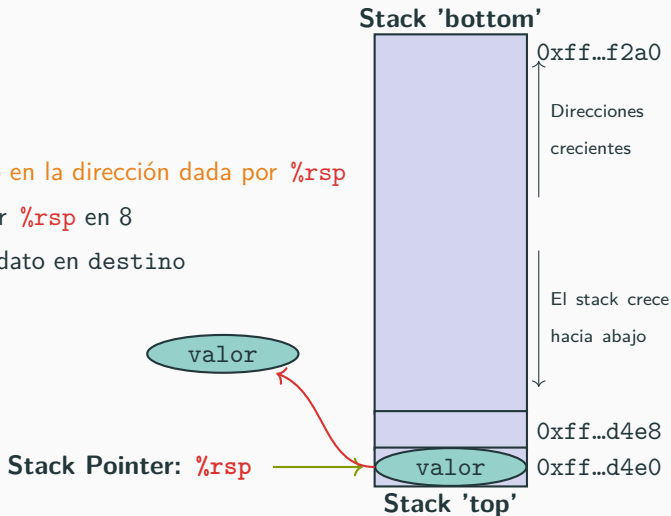 Stack 'bottom'
0xff…f2a0
Direcciones
crecientes
en la dirección dada por %rsp
%rsp en 8
dato en destino
El stack crece
hacia abajo
valor
0xff…d4e8
Stack Pointer: %rsp
valor
0xff…d4e0
Stack 'top'